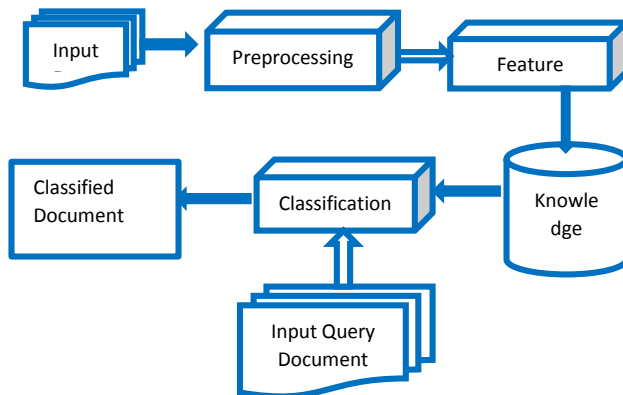 Input
Preprocessing
Feature
Knowle
dge
Classification
Classified
Document
Input Query
Document